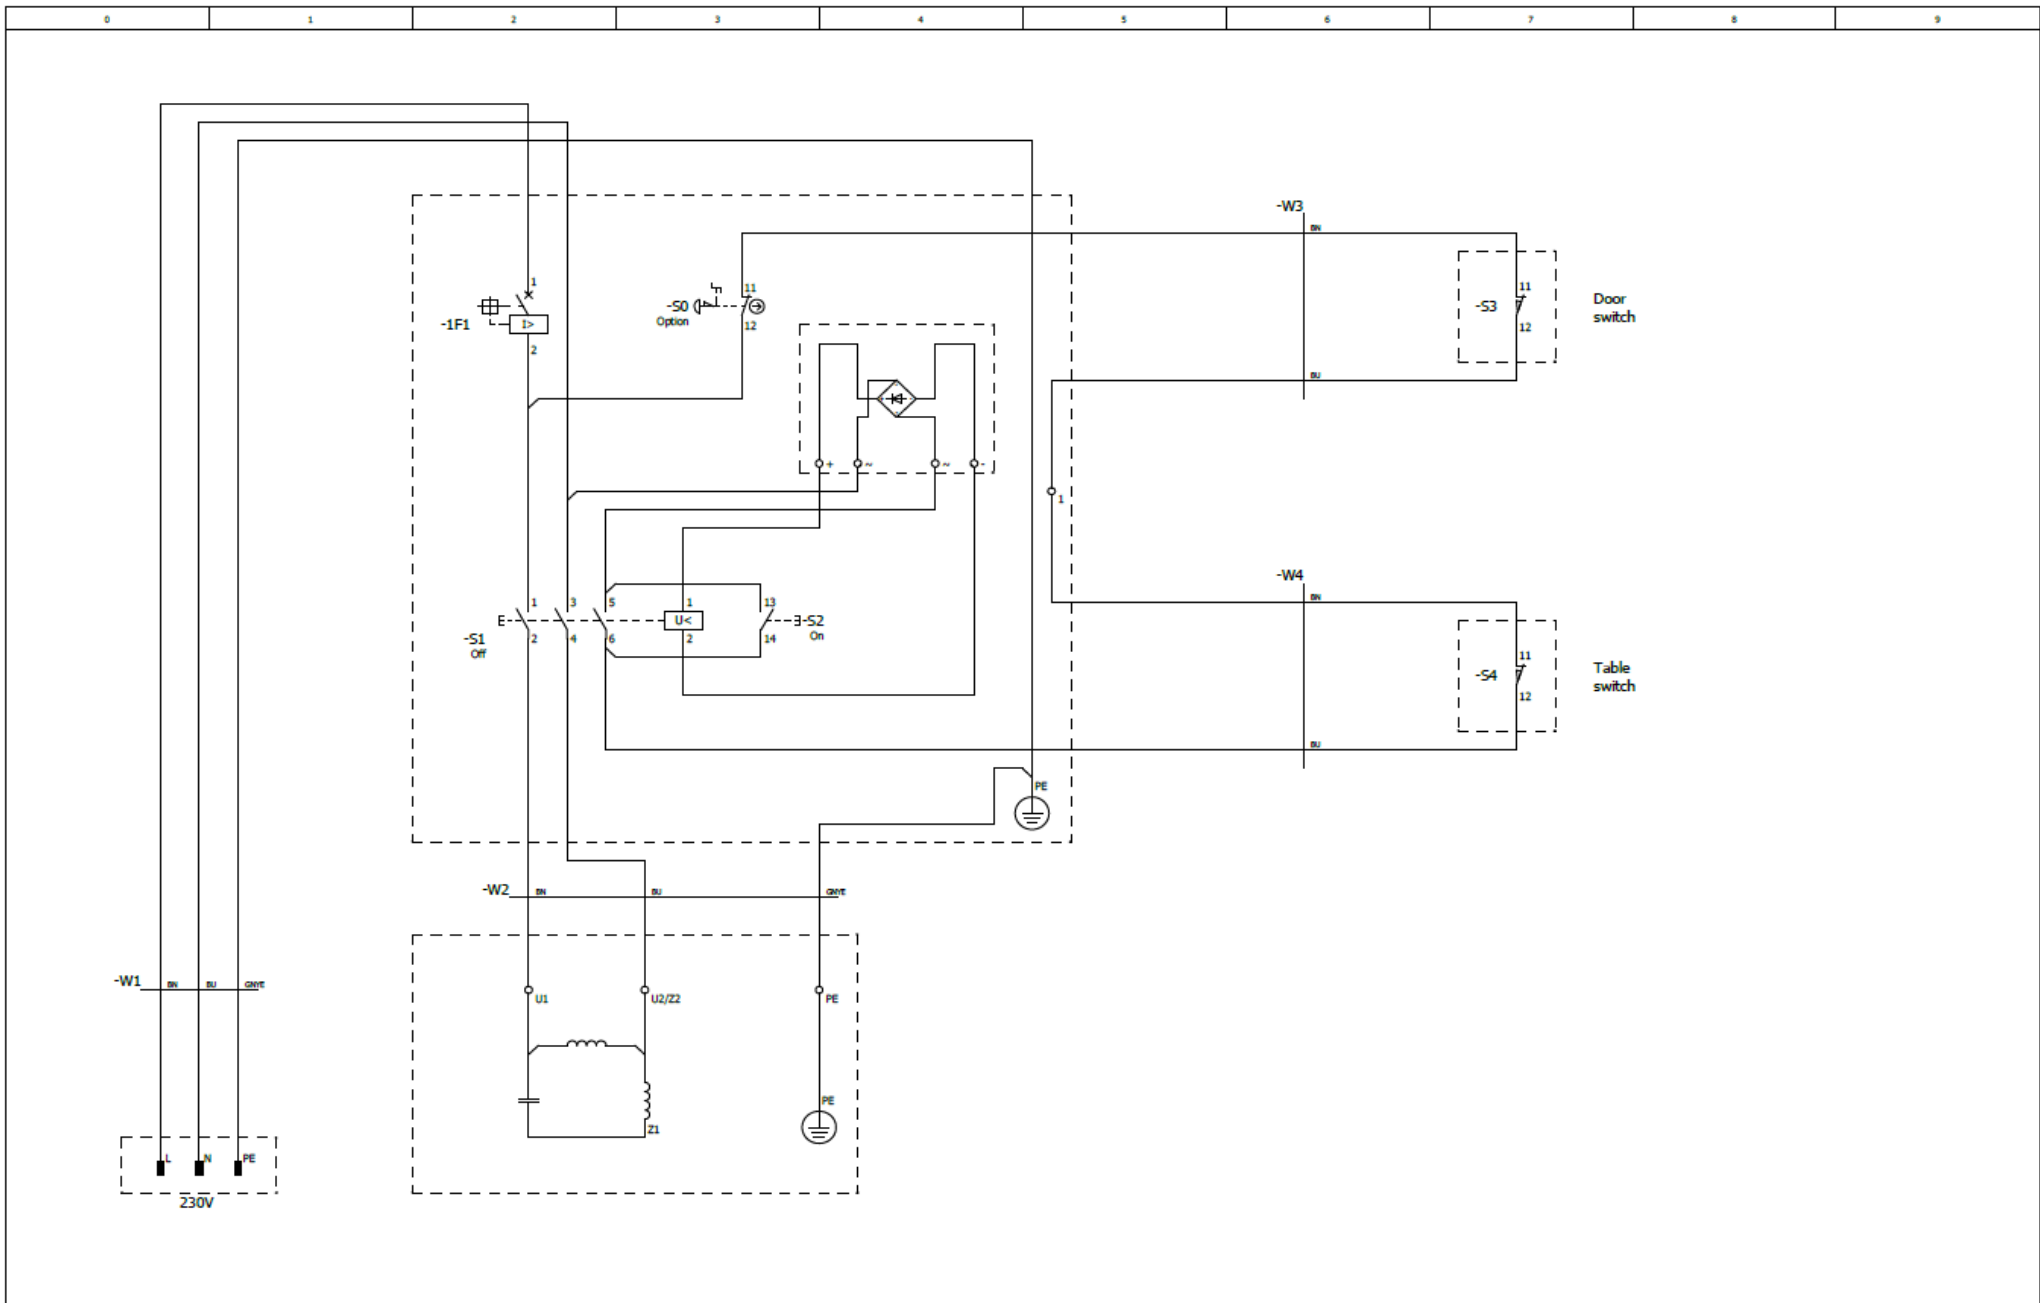 0 1 2 3 4 5 6 7 8 9
-W3
BN
1
11
11
-S0
-S3
Door
Option
switch
-1F1
I>
12
12
2
BU
+ ~ ~ -
1
-W4
BN
1 3 5 1 13
U<
-S2
-S1
2 4 6 2 14
On
Off
11
-S4
Table
switch
12
BU
PE
-W2 BN BU GNYE
-W1 BN BU GNYE
U1 U2/Z2 PE
PE
Z1
L N PE
230V